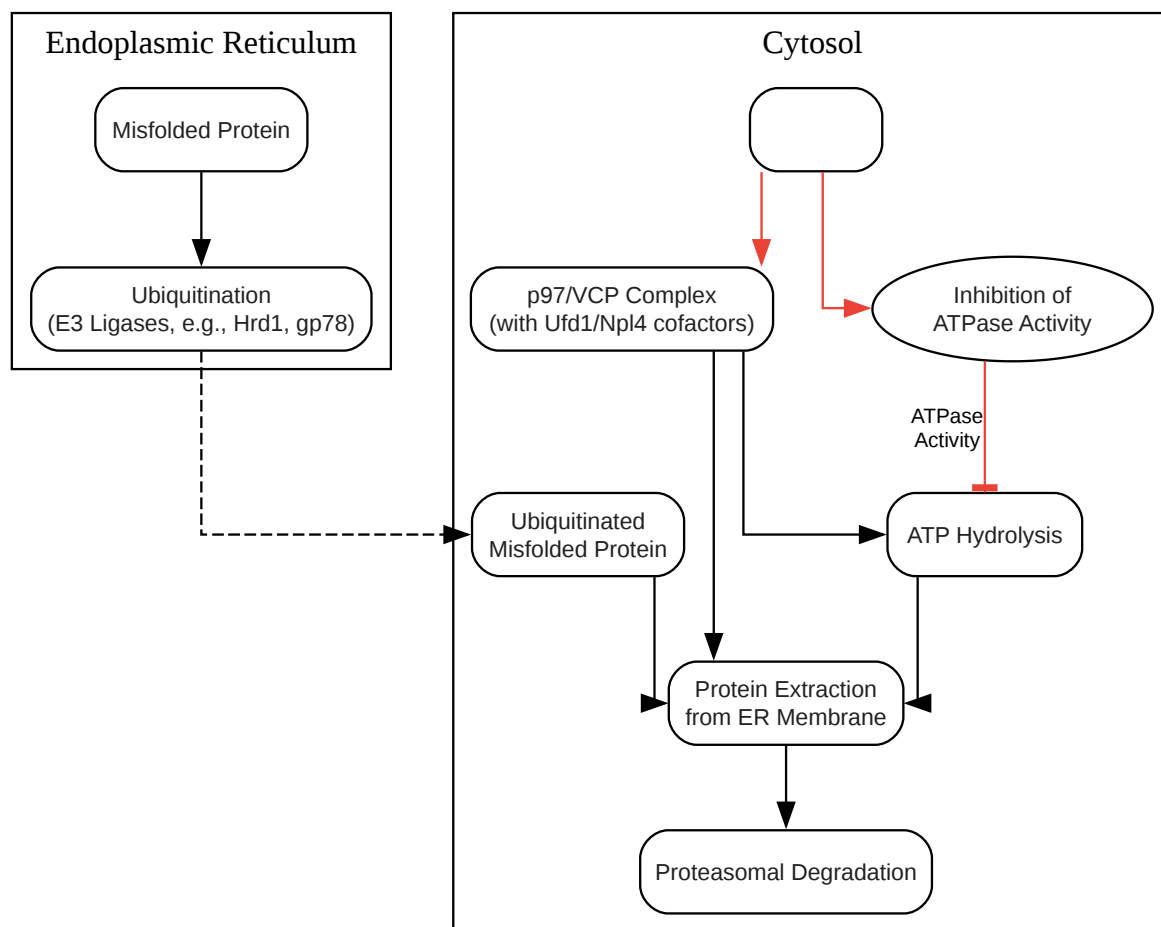 Endoplasmic Reticulum
Misfolded Protein
Ubiquitination
(E3 Ligases, e.g., Hrd1, gp78)
Cytosol
p97/VCP Complex
(with Ufd1/Npl4 cofactors)
Inhibition of
ATPase Activity
ATPase
Activity
Ubiquitinated
Misfolded Protein
ATP Hydrolysis
Protein Extraction
from ER Membrane
Proteasomal Degradation